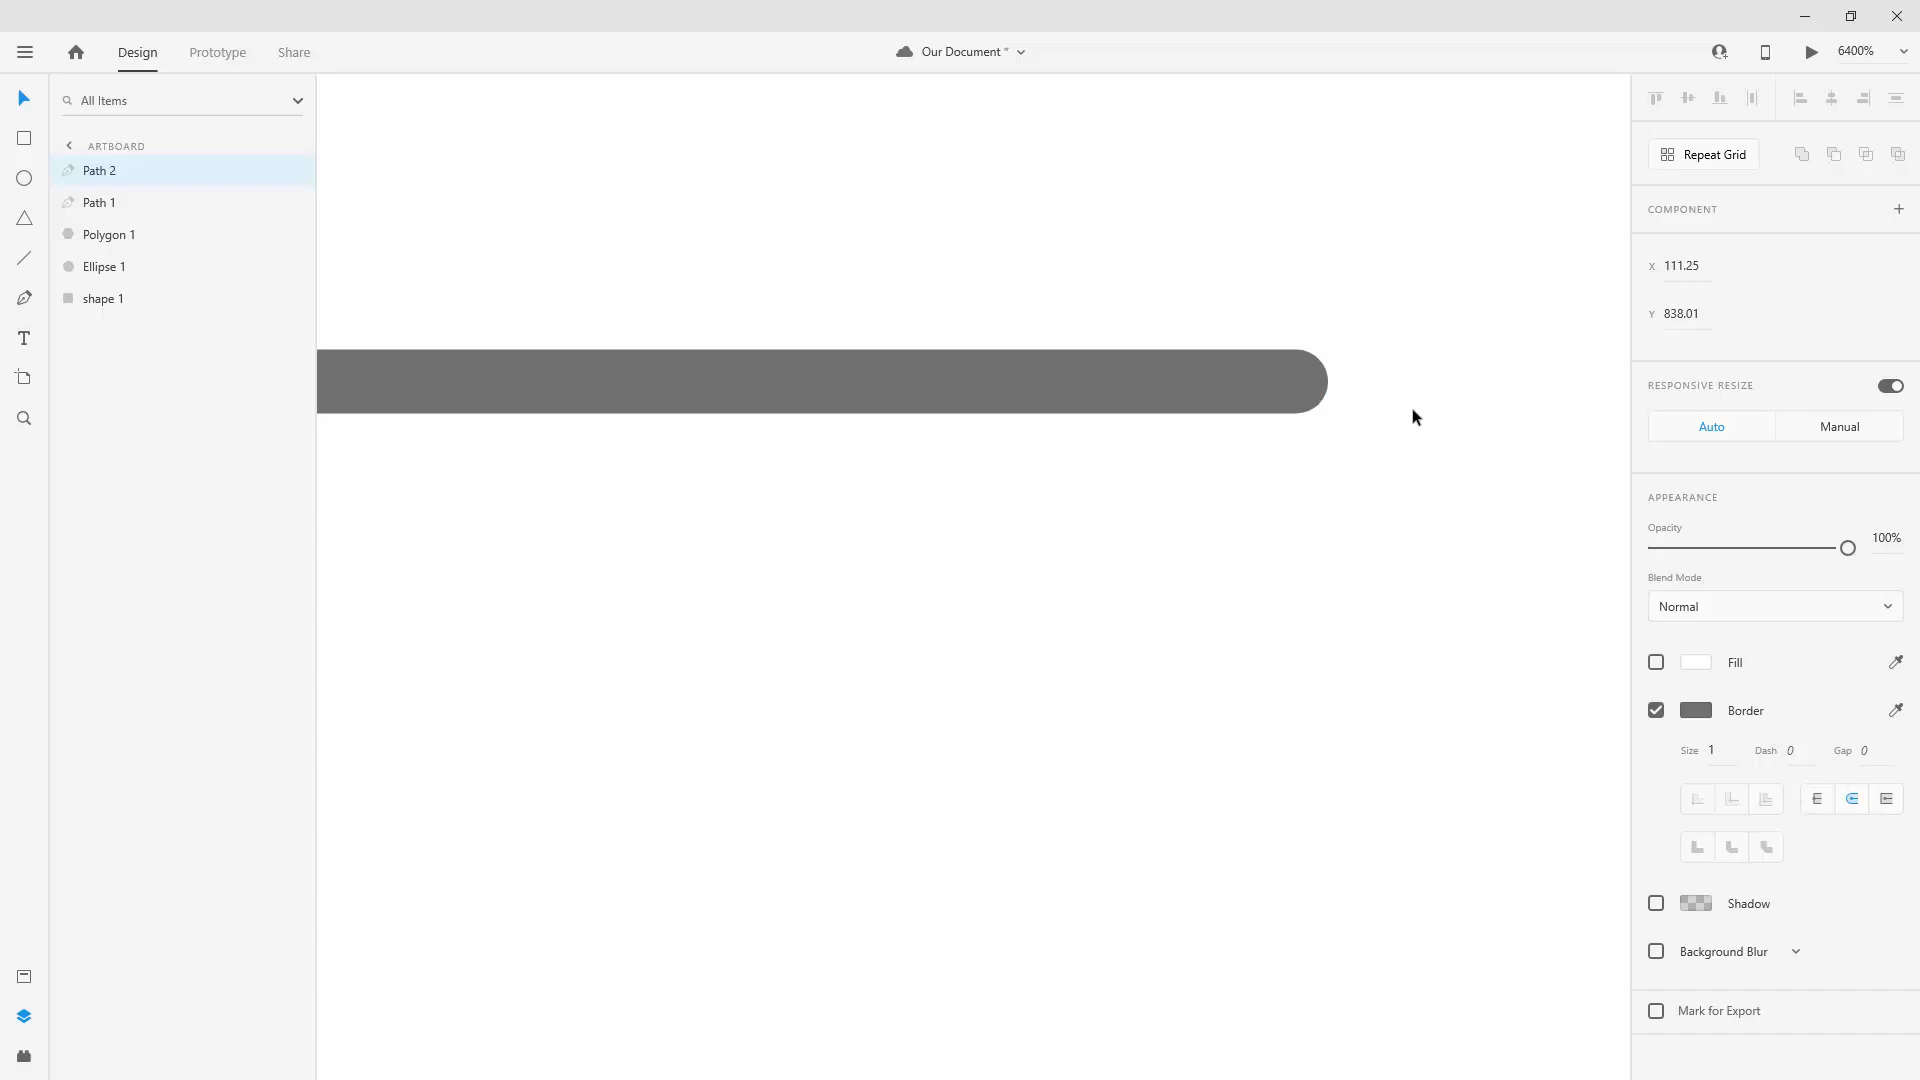 Design Prototype Share
Our Document *
6400%
All Items
ARTBOARD
Path 2
Path 1
Polygon 1
Ellipse 1
shape 1
Repeat Grid
COMPONENT
X 111.25
Y 838.01
RESPONSIVE RESIZE
Auto Manual
APPEARANCE
Opacity
100%
Blend Mode
Normal
Fill
Border
Size 1 Dash 0 Gap 0
Shadow
Background Blur
Mark for Export